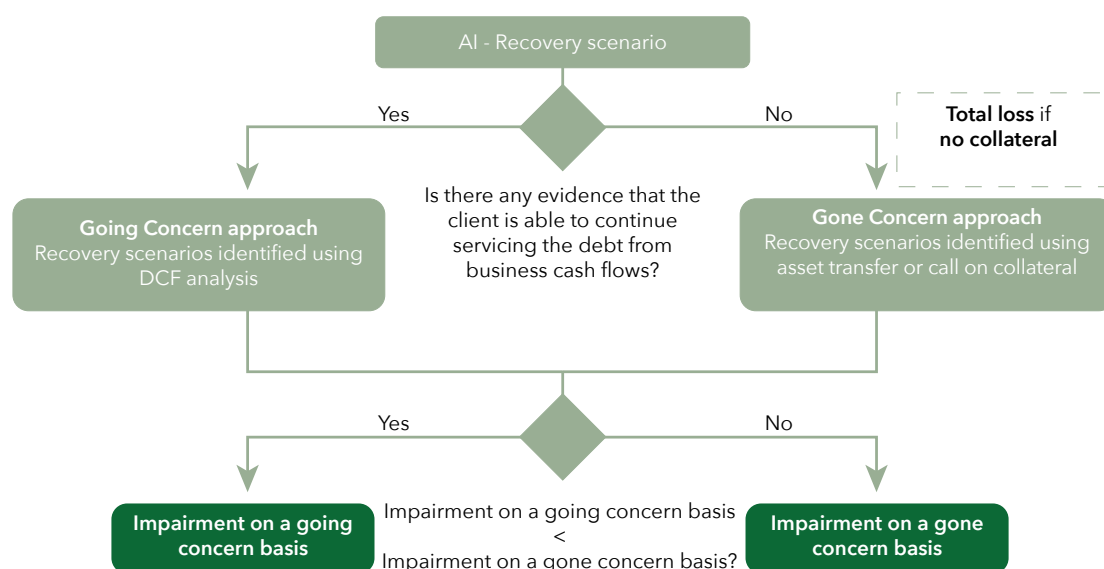 AI - Recovery scenario
Yes
No
Total loss if
no collateral
Is there any evidence that the
client is able to continue
servicing the debt from
business cash flows?
Going Concern approach
Recovery scenarios identified using
DCF analysis
Gone Concern approach
Recovery scenarios identified using
asset transfer or call on collateral
Yes
No
Impairment on a going
concern basis
Impairment on a going concern basis
<
Impairment on a gone concern basis?
Impairment on a gone
concern basis